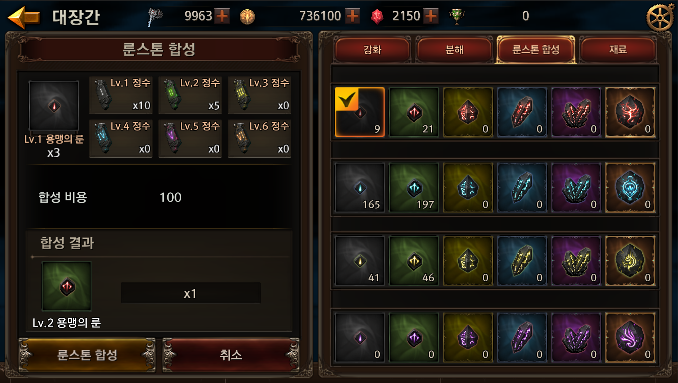 대장간 9963 736100 2150 0
룬스톤 합성
Lv.1 정수 Lv.2 정수 Lv.3 정수
x10 x5 x0
Lv.4 정수 Lv.5 정수 Lv.6 정수
x0 x0 x0
Lv.1 용맹의 룬
x3
합성 비용 100
합성 결과
x1
Lv.2 용맹의 룬
룬스톤 합성 취소
강화 분해 룬스톤 합성 재료
9 21 0 0 0 0
165 197 0 0 0 0
41 46 0 0 0 0
0 0 0 0 0 0